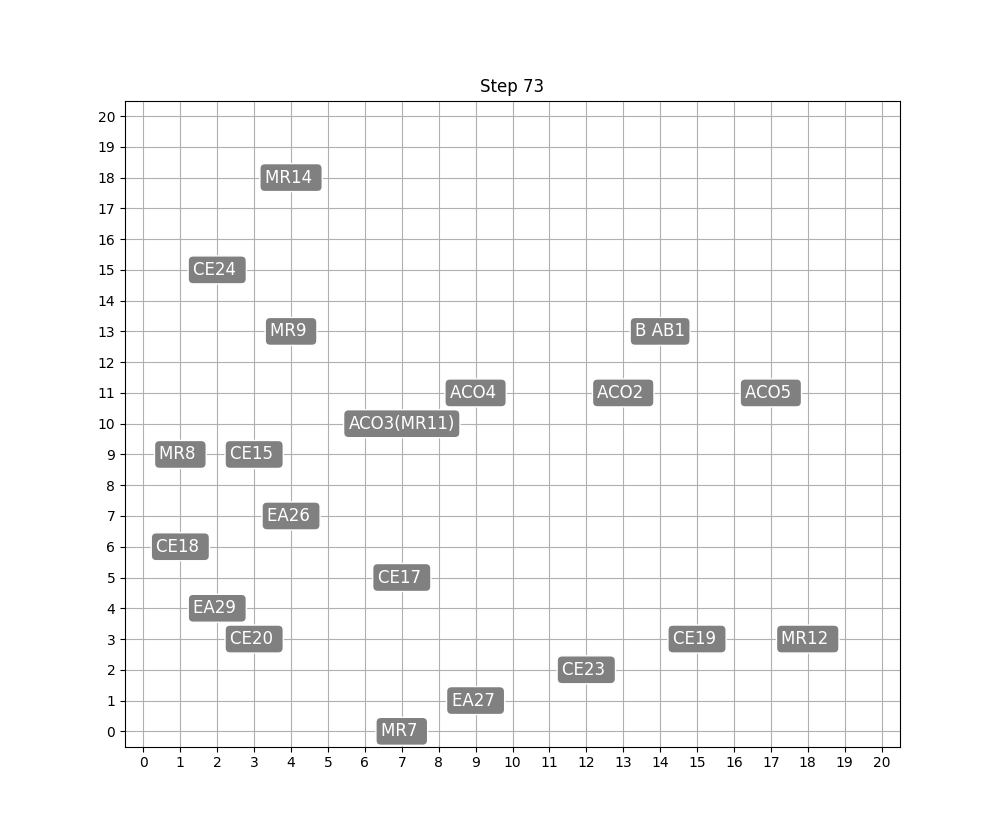 Step 73
20
19
18 MR14
17
16
15 CE24
14
13 MR9 B AB1
12
11 ACO4 ACO2 ACO5
10 ACO3(MR11)
9 MR8 CE15
8
7 EA26
6 CE18
5 CE17
4 EA29
3 CE20 CE19 MR12
2 CE23
1 EA27
0 MR7
0 1 2 3 4 5 6 7 8 9 10 11 12 13 14 15 16 17 18 19 20